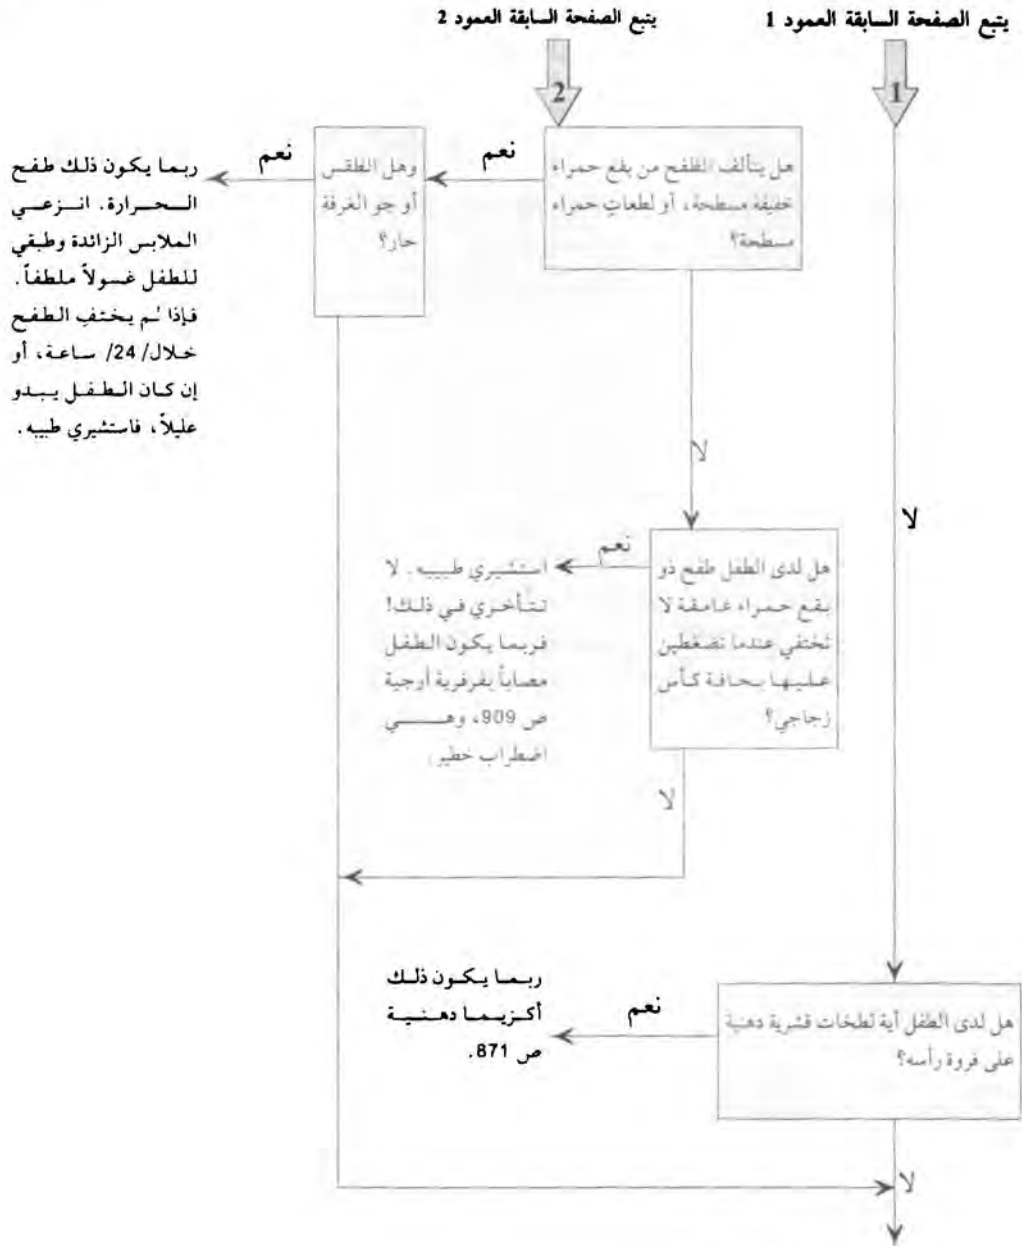 يتبع الصفحة السابقة العمود 1
يتبع الصفحة السابقة العمود 2
1
2
هل يتألف الطفح من بقع حمراء
خفيفة مسطحة، أو لطعاتٍ حمراء
مسطحة؟
نعم
وهل الطقس
أو جو الغرفة
حار؟
نعم
ربما يكون ذلك طفح
الحرارة. انزعي
الملابس الزائدة وطبقي
للطفل غسولاً ملطفاً.
فإذا لم يختفِ الطفح
خلال/ 24/ ساعة، أو
إن كان الطفل يبدو
عليلاً، فاستشيري طبيبه.
لا
لا
هل لدى الطفل طفح ذو
بقع حمراء غامقة لا
تختفي عندما تضغطين
عليها بحافة كأس
زجاجي؟
نعم
استشيري طبيبه. لا
تتأخري في ذلك!
فربما يكون الطفل
مصاباً بفرفرية أرجية
ص 909، وهي
اضطراب خطير
لا
هل لدى الطفل أية لطخات قشرية دهنية
على فروة رأسه؟
نعم
ربما يكون ذلك
أكزيما دهنية
ص 871.
لا